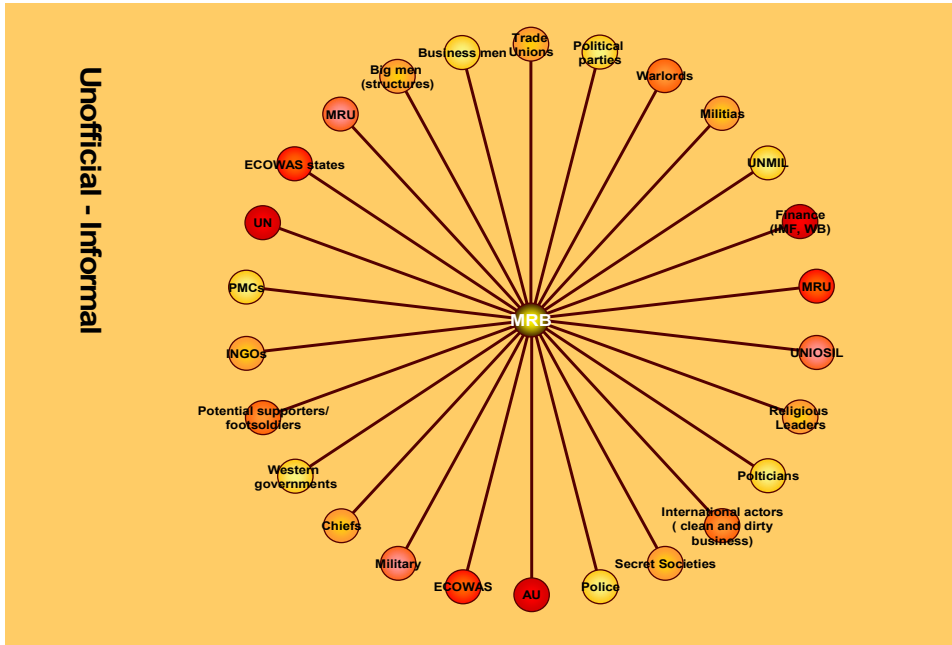 Unofficial - Informal
Trade
Unions
Political
parties
Business men
Warlords
Big men
(structures)
Militias
MRU
UNMIL
ECOWAS states
Finance
(IMF, WB)
UN
MRU
PMCs
MRB
UNIOSIL
INGOs
Religious
Leaders
Potential supporters/
footsoldiers
Polticians
Western
governments
International actors
( clean and dirty
business)
Chiefs
Secret Societies
Military
Police
ECOWAS
AU